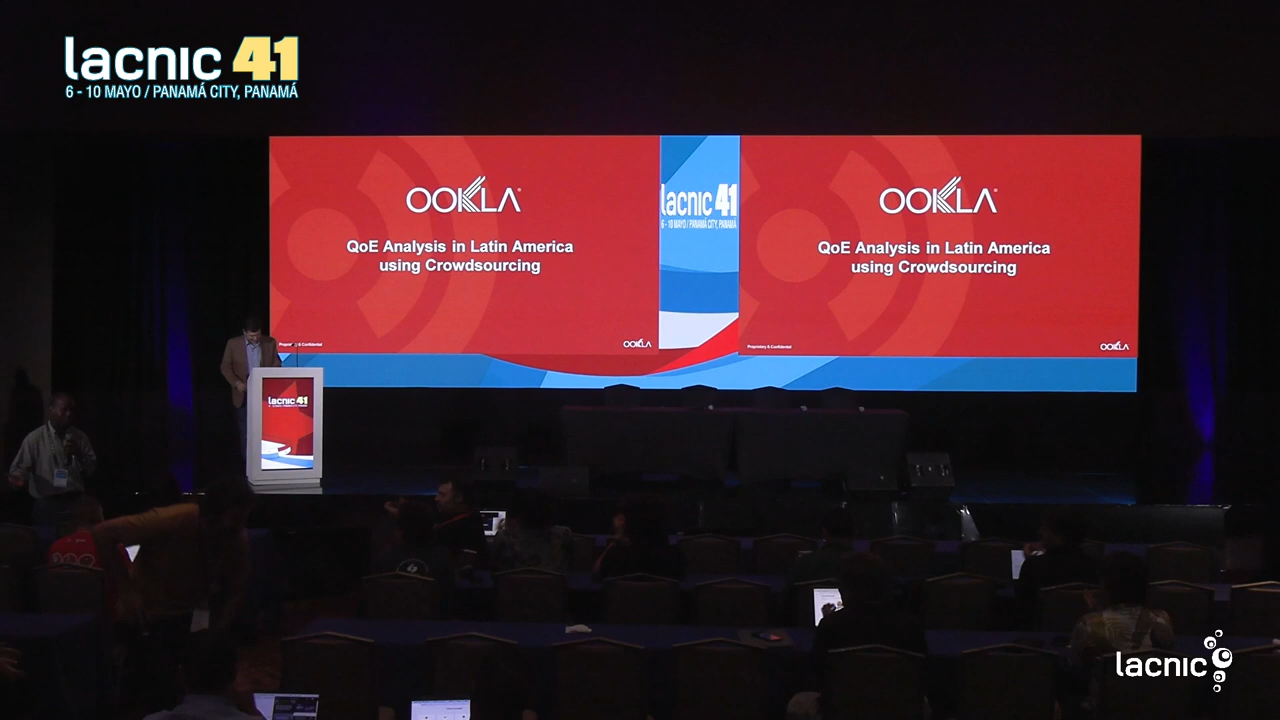 lacnic 41
6 - 10 MAYO / PANAMÁ CITY, PANAMÁ
OOKLA
QoE Analysis in Latin America
using Crowdsourcing
Proprietary & Confidential
OOKLA
lacnic 41
6 - 10 MAYO / PANAMÁ CITY, PANAMÁ
OOKLA
QoE Analysis in Latin America
using Crowdsourcing
Proprietary & Confidential
OOKLA
lacnic 41
lacnic